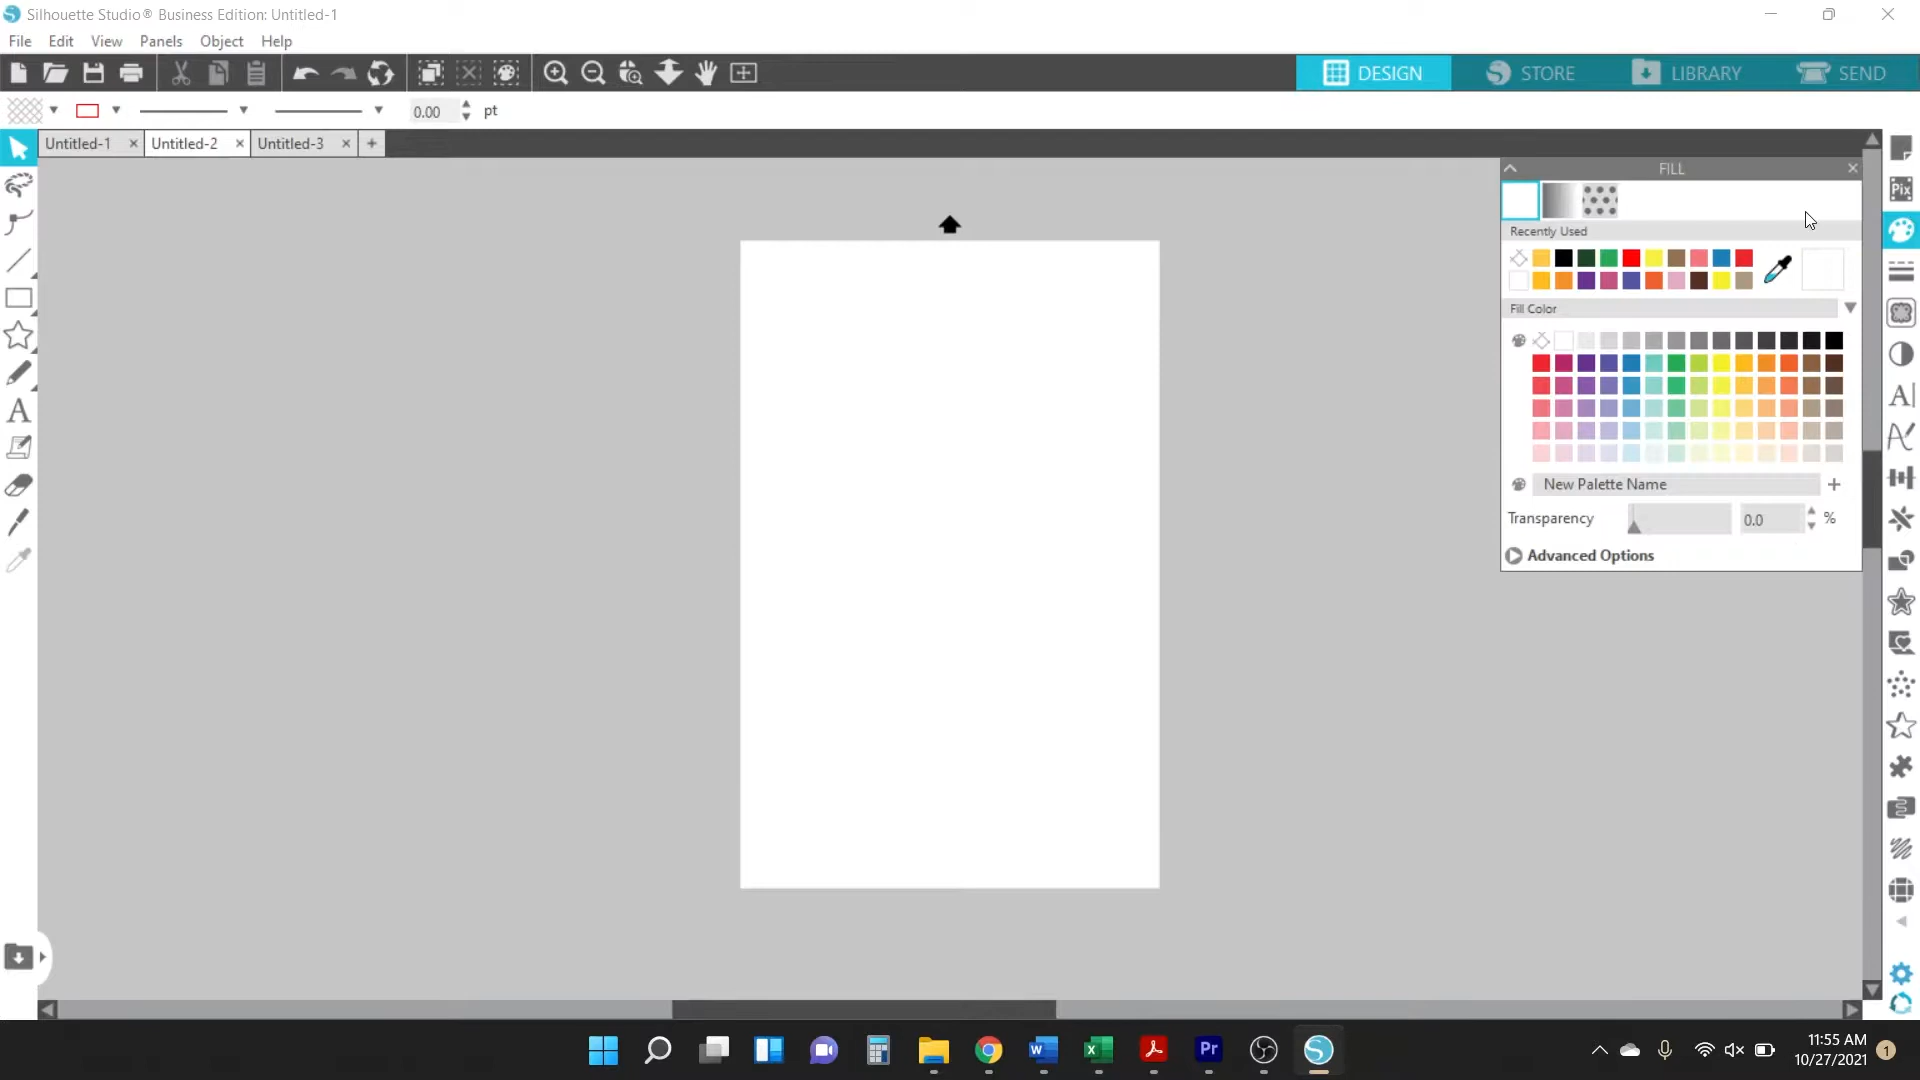 Silhouette Studio® Business Edition: Untitled-1
File Edit View Panels Object Help
DESIGN STORE LIBRARY SEND
0.00 pt
Untitled-1 Untitled-2 Untitled-3
FILL
Pix
Recently Used
Fill Color
New Palette Name
Transparency 0.0 %
Advanced Options
11:55 AM
10/27/2021 1